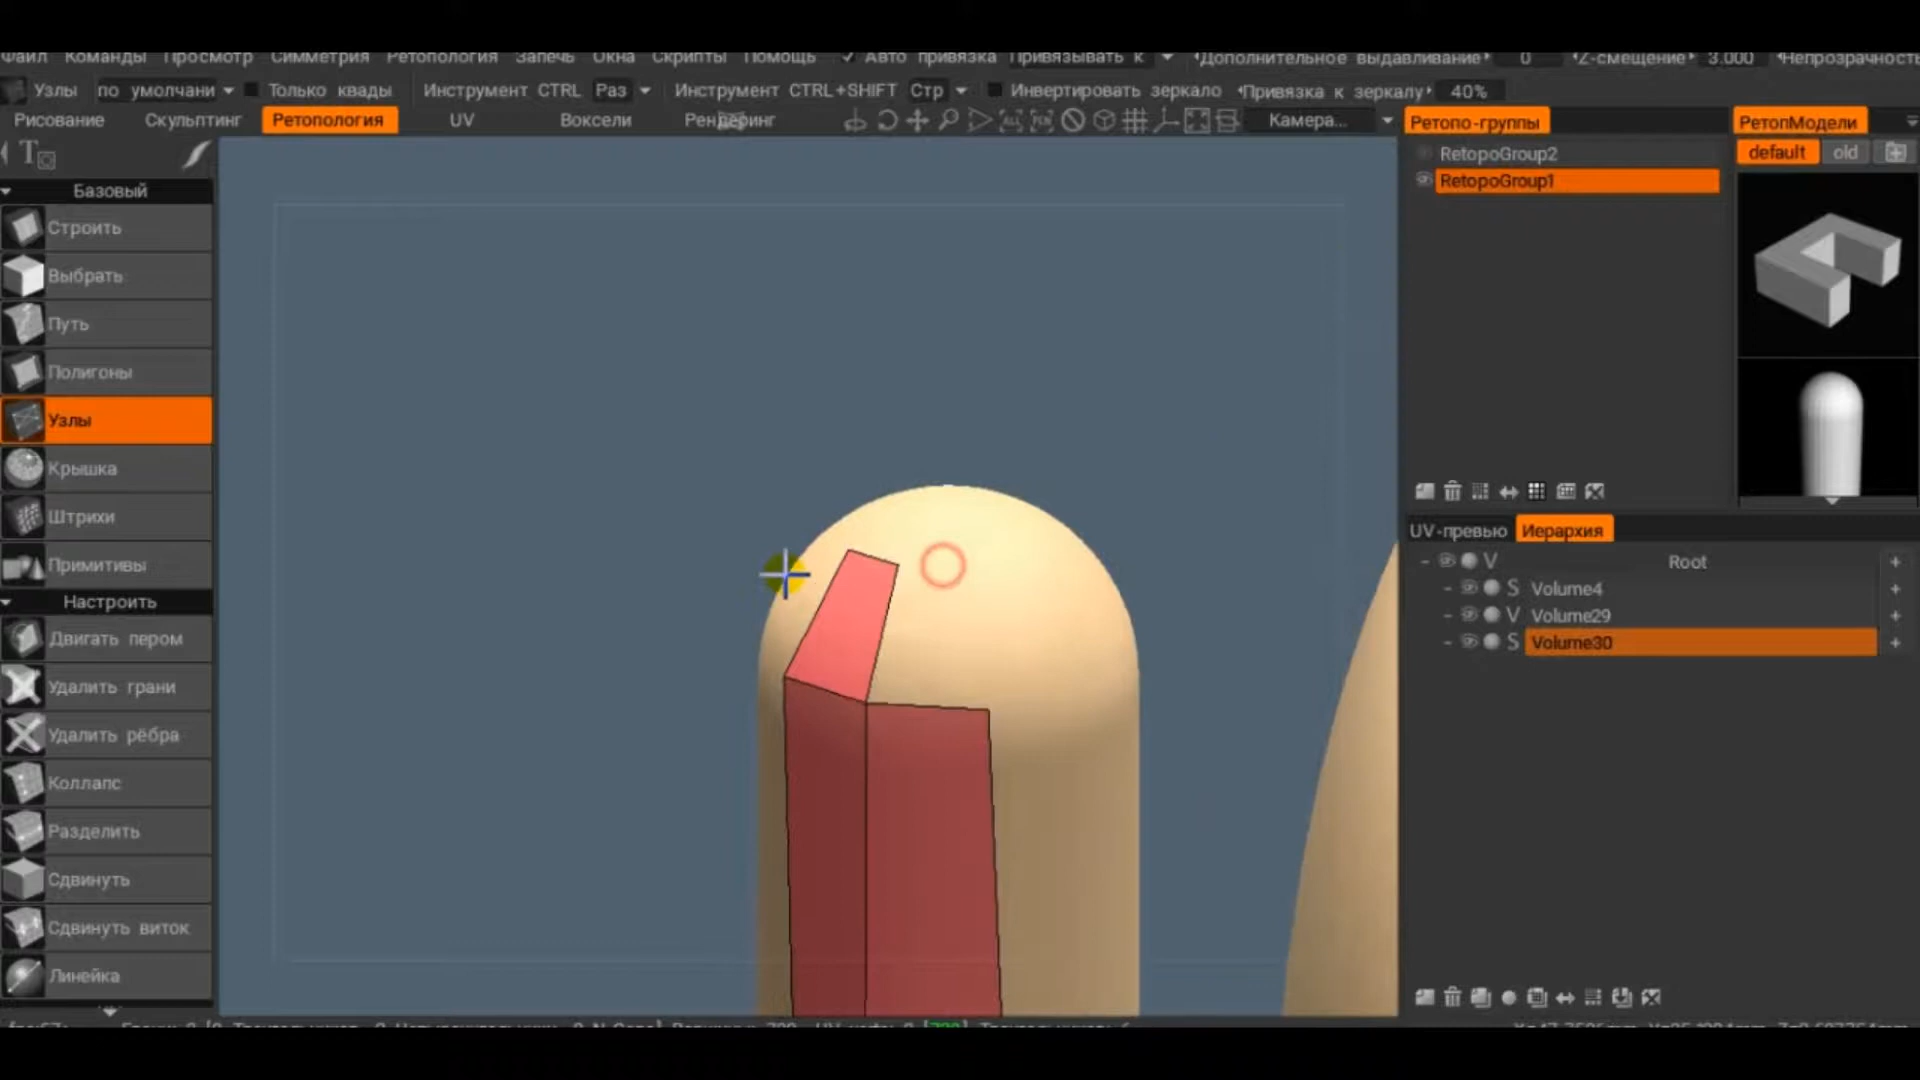 Файл Команды Просмотр Симметрия Ретопология Запечь Окна Скрипты Помощь Авто привязка Привязывать к Дополнительное выдавливание 0 Z-смещение 3.000 Непрозрачность
Узлы по умолчани Только квады Инструмент CTRL Раз Инструмент CTRL+SHIFT Стр Инвертировать зеркало Привязка к зеркалу 40%
Рисование Скульптинг Ретопология UV Воксели Рендеринг Камера... Ретопо-группы РетопМодели
default old
RetopoGroup2
RetopoGroup1
Базовый
Строить
Выбрать
Путь
Полигоны
Узлы
Крышка
Штрихи
Примитивы
Настроить
Двигать пером
Удалить грани
Удалить рёбра
Коллапс
Разделить
Сдвинуть
Сдвинуть виток
Линейка
UV-превью Иерархия
V Root
S Volume4
V Volume29
S Volume30